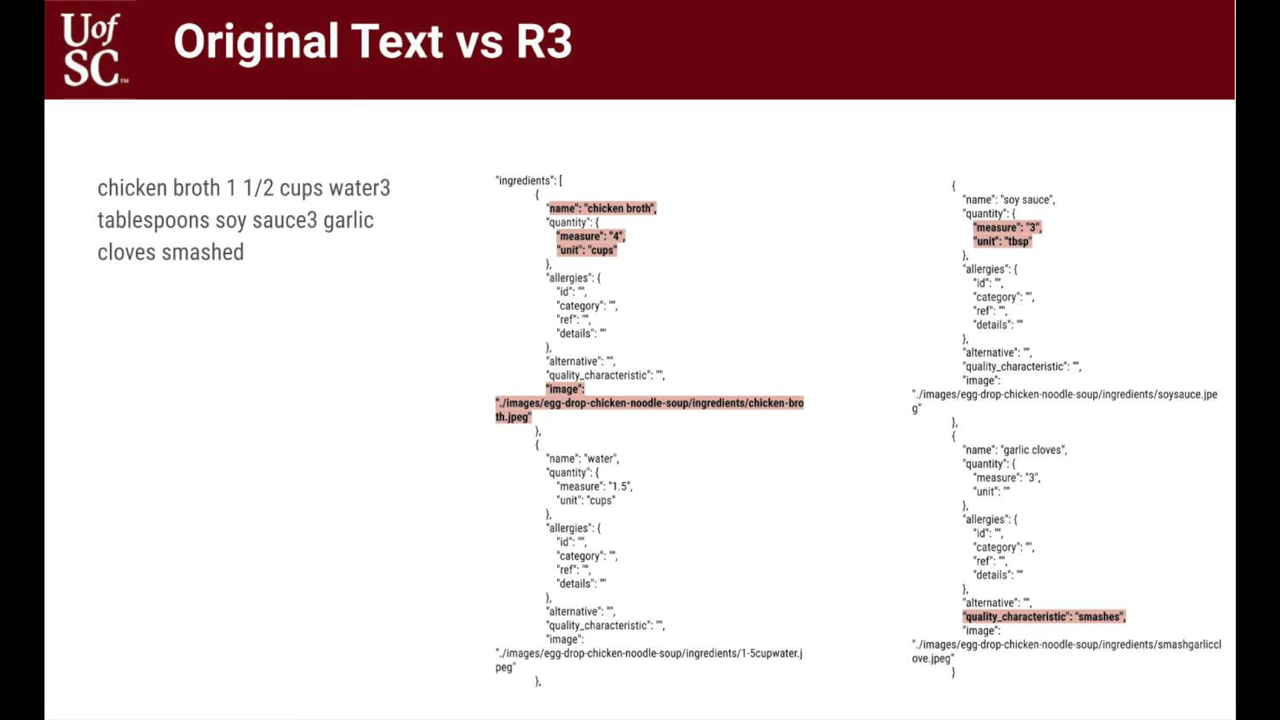 Uof
SC™
Original Text vs R3
chicken broth 1 1/2 cups water3
tablespoons soy sauce3 garlic
cloves smashed
"ingredients": [
{
"name": "chicken broth",
"quantity": {
"measure": "4",
"unit": "cups"
},
"allergies": {
"id": "",
"category": "",
"ref": "",
"details": ""
},
"alternative": "",
"quality_characteristic": "",
"image":
"./images/egg-drop-chicken-noodle-soup/ingredients/chicken-bro
th.jpeg"
},
{
"name": "water",
"quantity": {
"measure": "1.5",
"unit": "cups"
},
"allergies": {
"id": "",
"category": "",
"ref": "",
"details": ""
},
"alternative": "",
"quality_characteristic": "",
"image":
"./images/egg-drop-chicken-noodle-soup/ingredients/1-5cupwater.j
peg"
},
{
"name": "soy sauce",
"quantity": {
"measure": "3",
"unit": "tbsp"
},
"allergies": {
"id": "",
"category": "",
"ref": "",
"details": ""
},
"alternative": "",
"quality_characteristic": "",
"image":
"./images/egg-drop-chicken-noodle-soup/ingredients/soysauce.jpe
g"
},
{
"name": "garlic cloves",
"quantity": {
"measure": "3",
"unit": ""
},
"allergies": {
"id": "",
"category": "",
"ref": "",
"details": ""
},
"alternative": "",
"quality_characteristic": "smashes",
"image":
"./images/egg-drop-chicken-noodle-soup/ingredients/smashgarliccl
ove.jpeg"
}